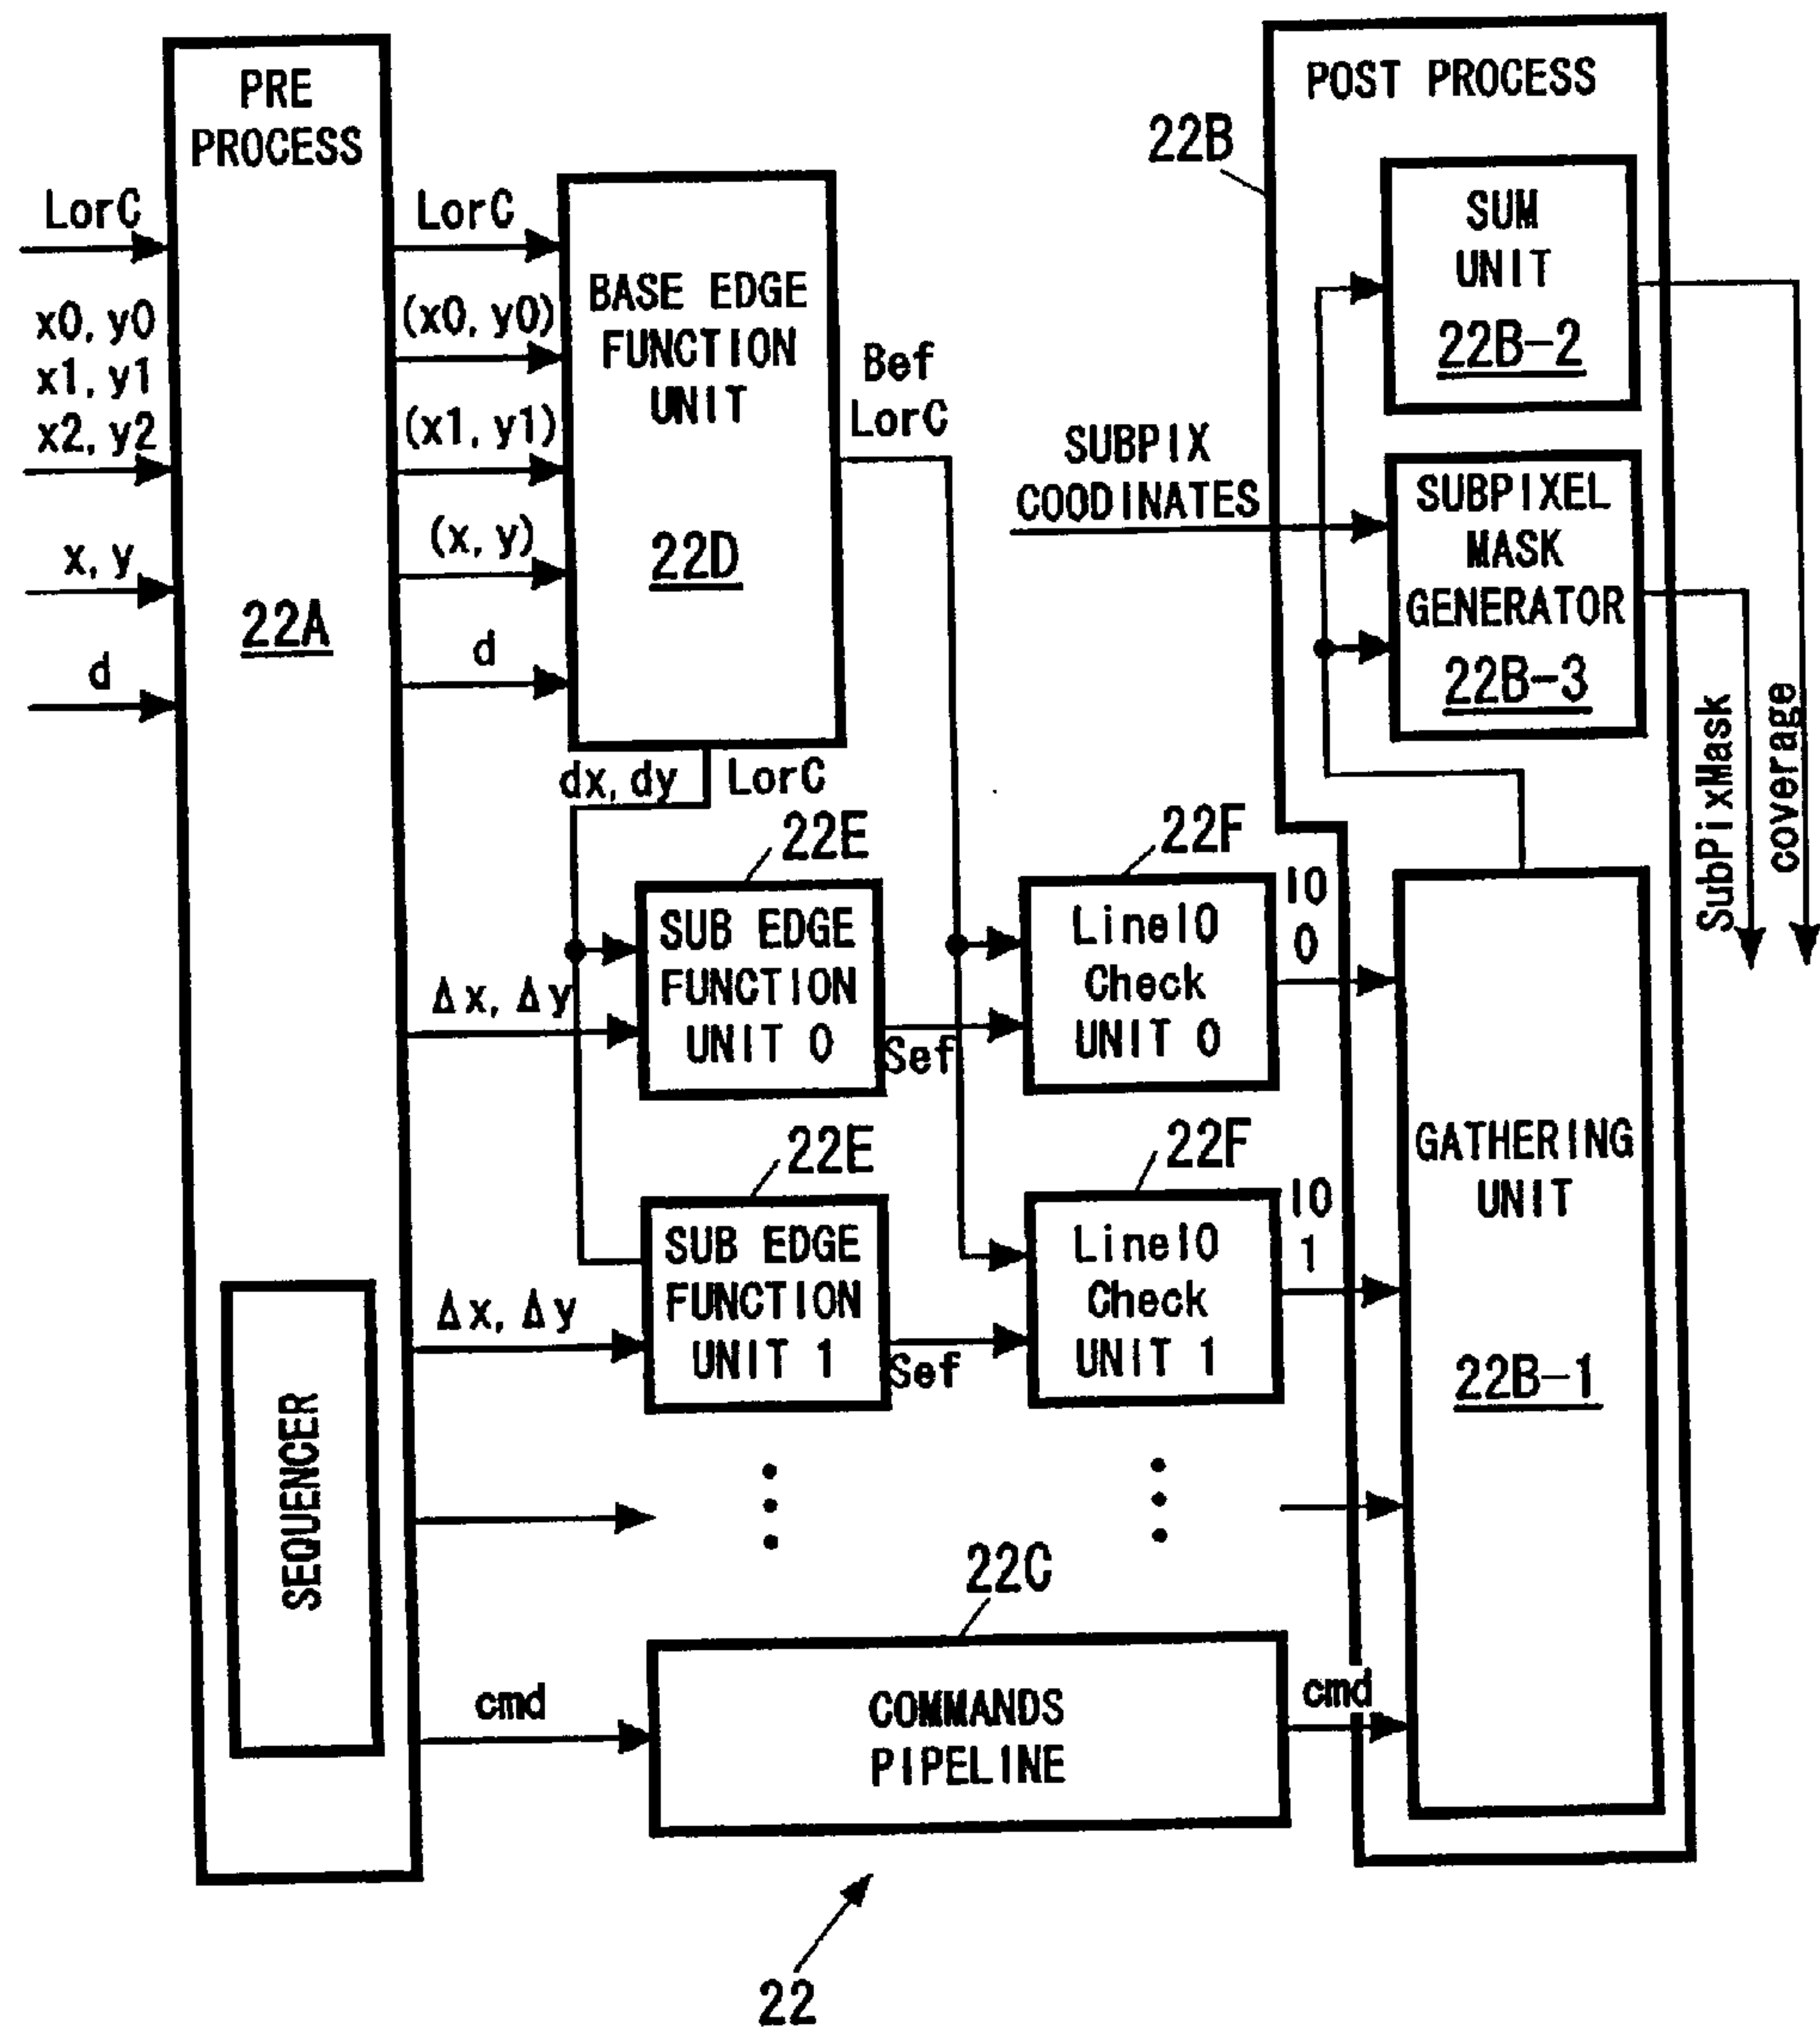 PRE
PROCESS
LorC
x0, y0
x1, y1
x2, y2
x, y
d
22A
SEQUENCER
LorC
(x0, y0)
(x1, y1)
(x, y)
d
BASE EDGE
FUNCTION
UNIT
22D
Bef
LorC
dx, dy
LorC
22E
SUB EDGE
FUNCTION
UNIT 0
Δx, Δy
Sef
22F
LineIO
Check
UNIT 0
IO
0
22E
SUB EDGE
FUNCTION
UNIT 1
Δx, Δy
Sef
22F
LineIO
Check
UNIT 1
IO
1
22C
cmd
COMMANDS
PIPELINE
cmd
22B
POST PROCESS
SUM
UNIT
22B-2
SUBPIX
COODINATES
SUBPIXEL
MASK
GENERATOR
22B-3
SubPixMask
coverage
GATHERING
UNIT
22B-1
22